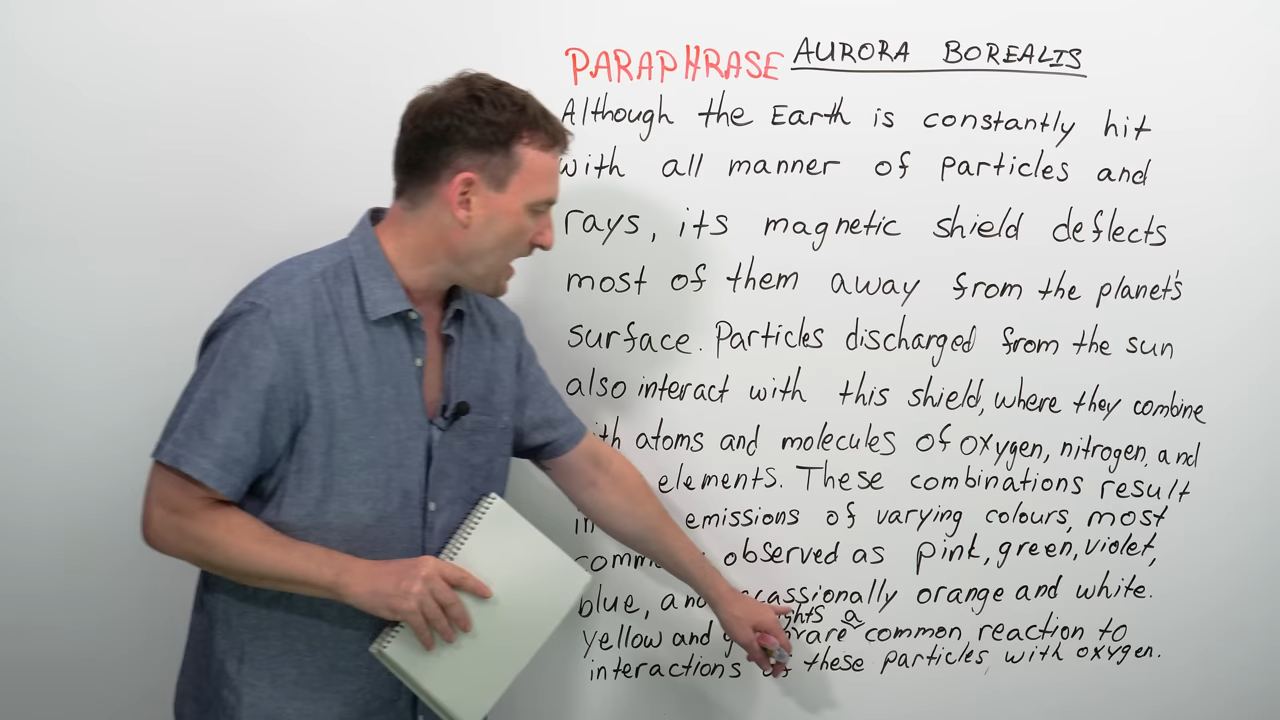 PARAPHRASE AURORA BOREALIS
Although the Earth is constantly hit
with all manner of particles and
rays, its magnetic shield deflects
most of them away from the planet's
surface. Particles discharged from the sun
also interact with this shield, where they combine
atoms and molecules of oxygen, nitrogen, and
elements. These combinations result
in emissions of varying colours, most
observed as pink, green, violet,
blue, and occassionally orange and white.
a
yellow and are common reaction to
interactions of these particles with oxygen.